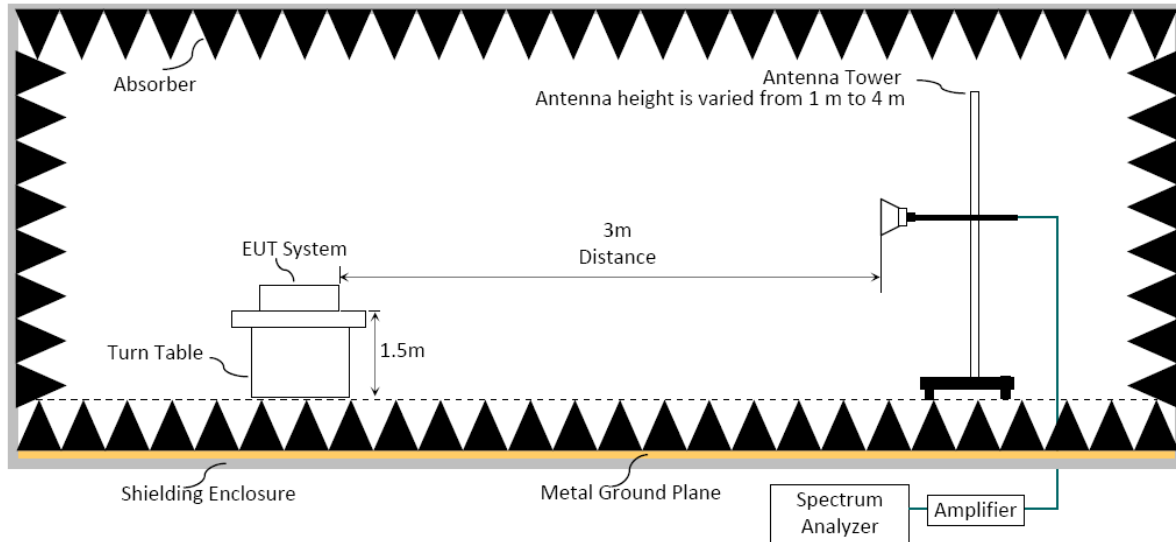 Absorber
Antenna Tower
Antenna height is varied from 1 m to 4 m
3m
Distance
EUT System
1.5m
Turn Table
Shielding Enclosure
Metal Ground Plane
Spectrum
Analyzer
Amplifier